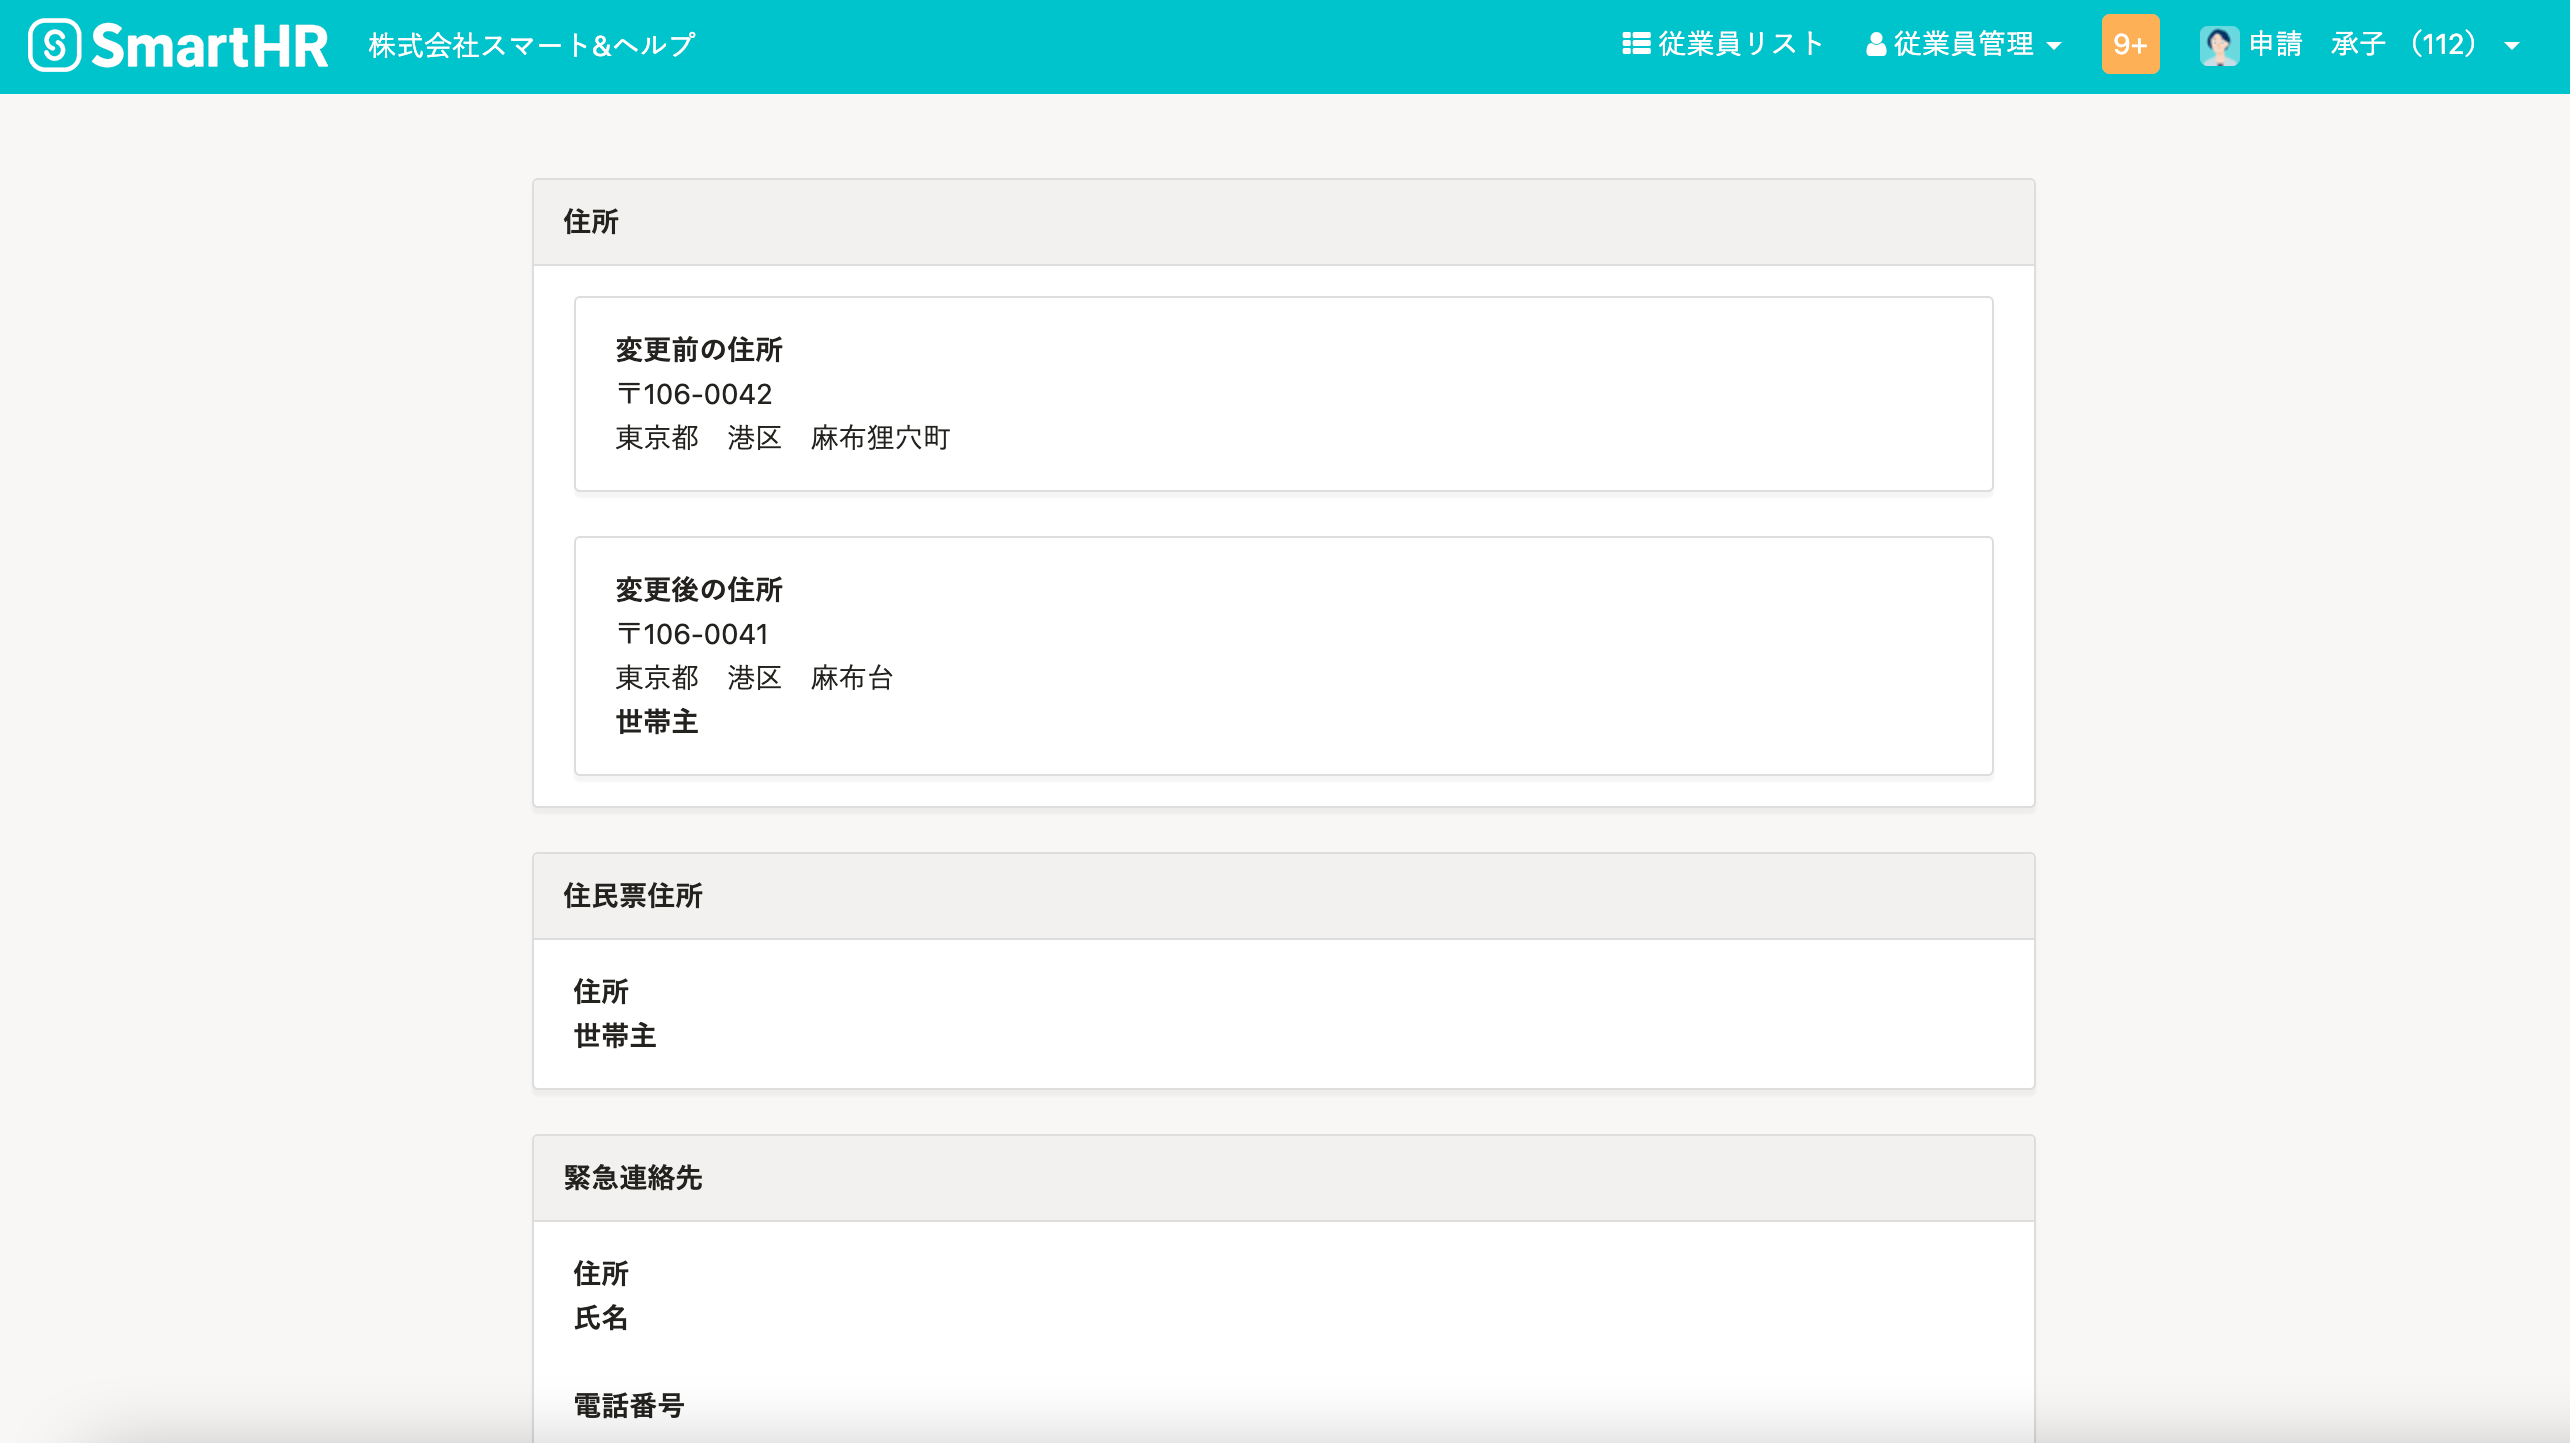 SmartHR 株式会社スマート&ヘルプ 従業員リスト 従業員管理 9+ 申請　承子 （112）
住所
変更前の住所
〒106-0042
東京都　港区　麻布狸穴町
変更後の住所
〒106-0041
東京都　港区　麻布台
世帯主
住民票住所
住所
世帯主
緊急連絡先
住所
氏名
電話番号